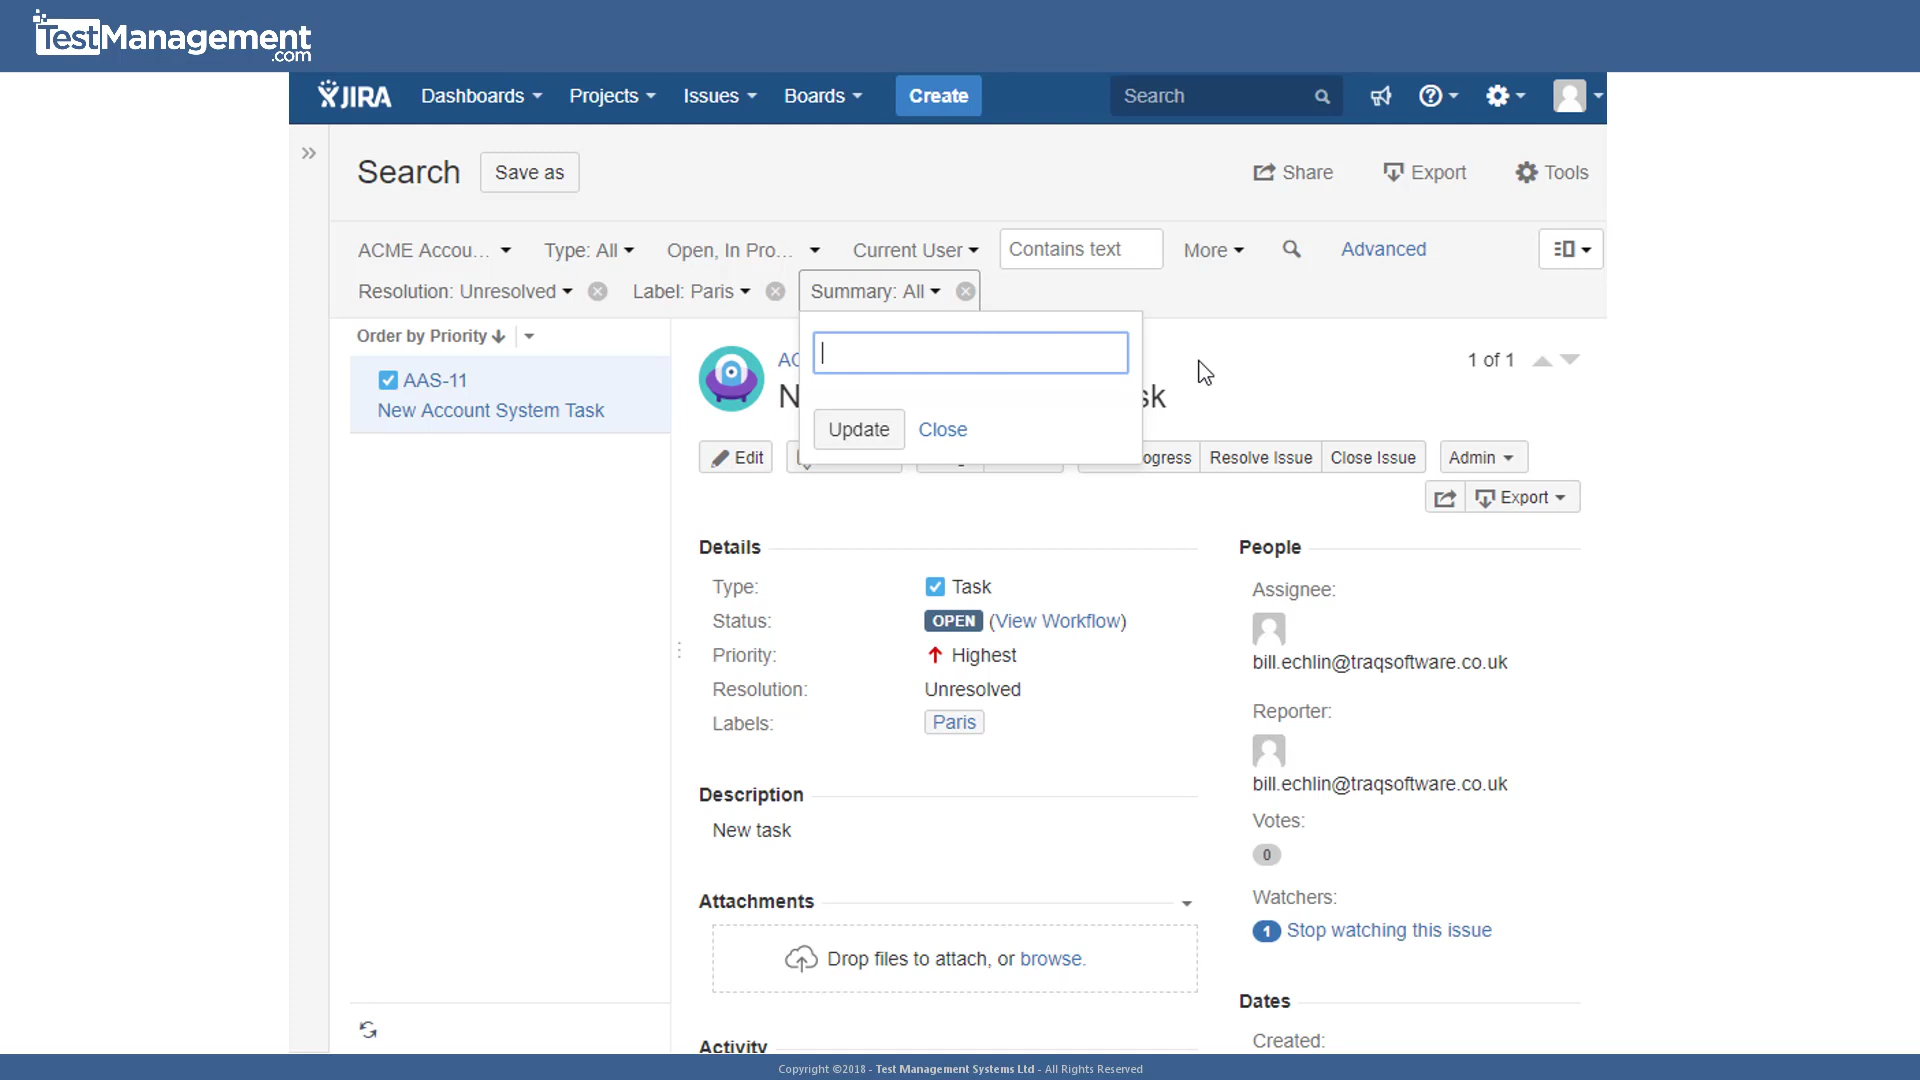 TestManagement
.com
JIRA Dashboards Projects Issues Boards Create Search
Search Save as Share Export Tools
ACME Accou... Type: All Open, In Pro... Current User Contains text More Advanced
Resolution: Unresolved Label: Paris Summary: All
Order by Priority
AAS-11
New Account System Task
AC
N sk
1 of 1
Update Close
Edit ogress Resolve Issue Close Issue Admin
Export
Details
Type: Task
Status: OPEN (View Workflow)
Priority: Highest
Resolution: Unresolved
Labels: Paris
Description
New task
Attachments
Drop files to attach, or browse.
Activity
People
Assignee:
bill.echlin@traqsoftware.co.uk
Reporter:
bill.echlin@traqsoftware.co.uk
Votes:
0
Watchers:
1 Stop watching this issue
Dates
Created:
Copyright ©2018 - Test Management Systems Ltd - All Rights Reserved